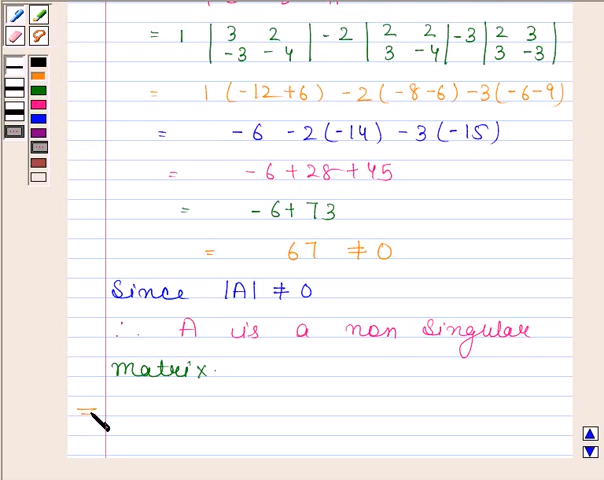 = 1 | 3 2 -3 -4 | -2 | 2 2 3 -4 | -3 | 2 3 3 -3 |
= 1 (-12+6) -2(-8-6) -3(-6-9)
= -6 -2(-14) -3(-15)
= -6+28+45
= -6+73
= 67 ≠ 0
Since |A| ≠ 0
∴ A is a non singular
matrix.
=